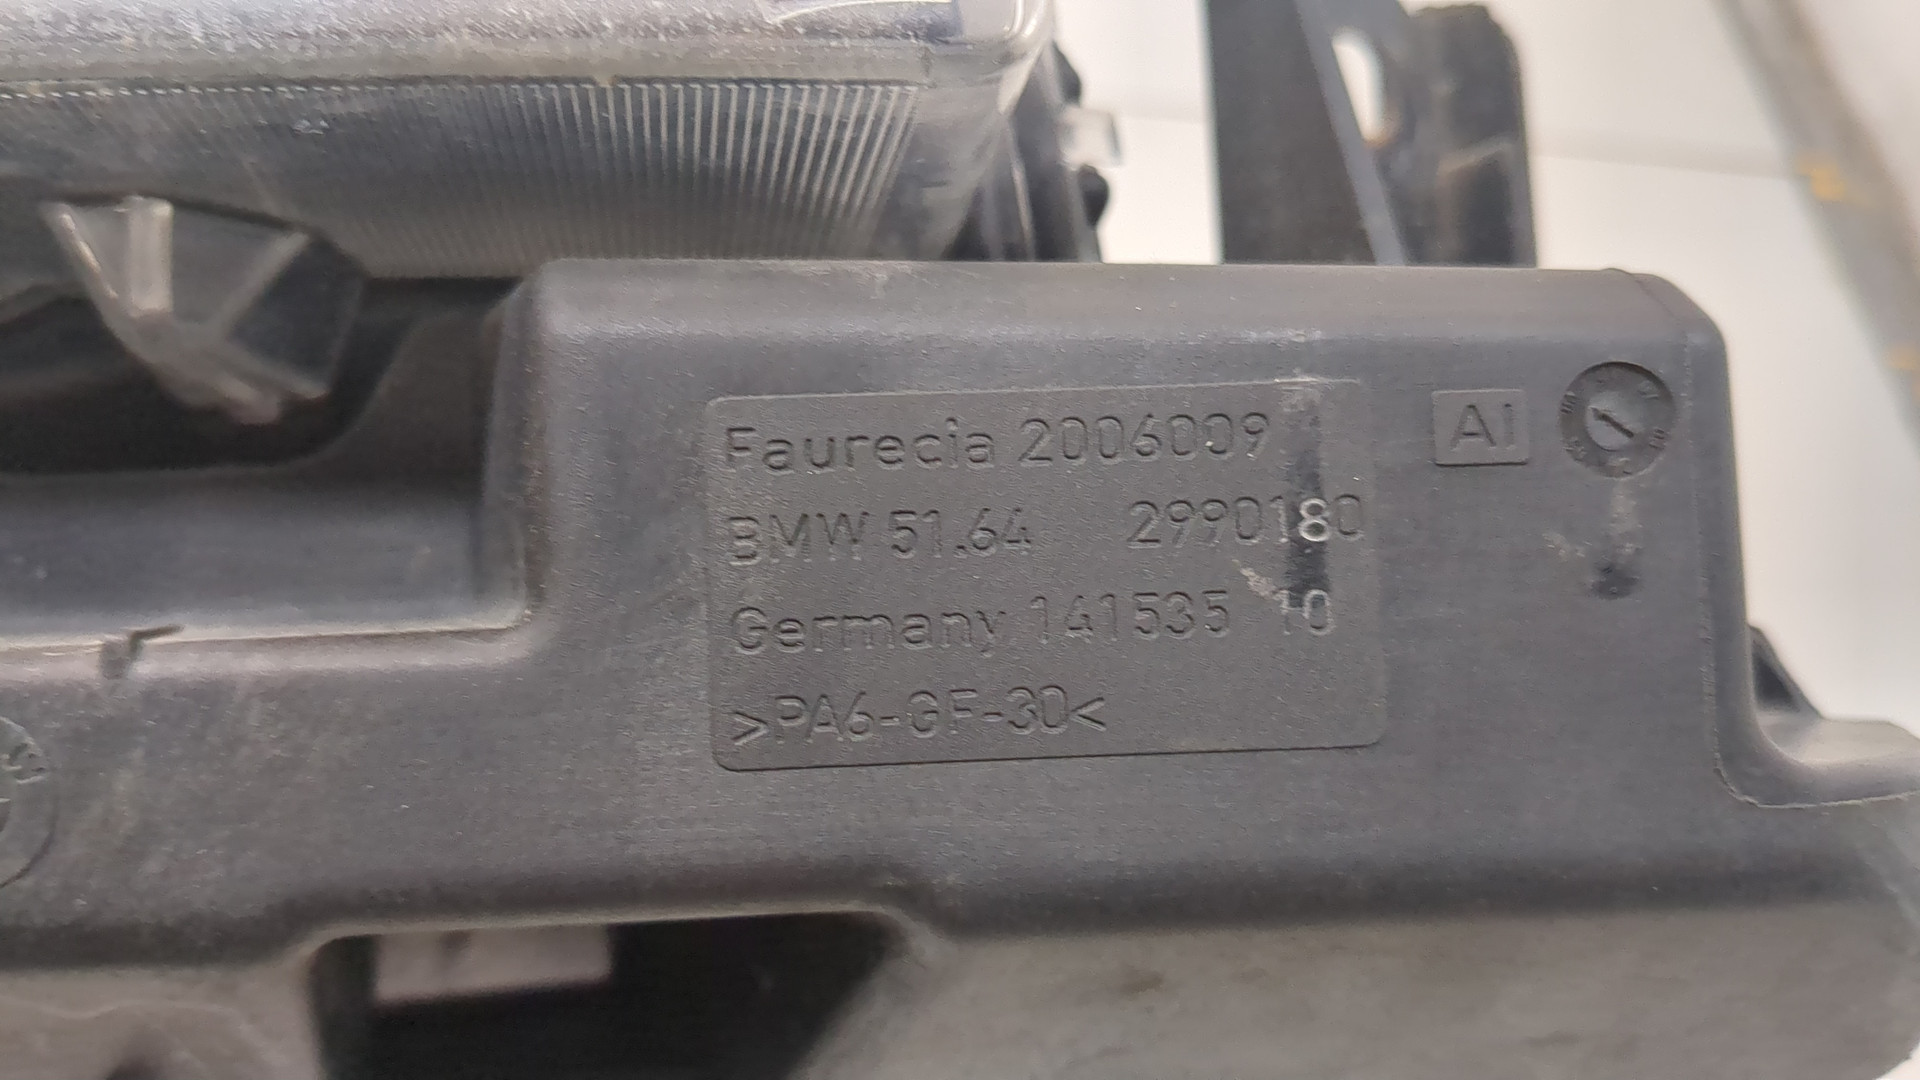 Faurecia 2006009
BMW 51.64 2990180
Germany 141535 10
>PA6-GF-30<
AI